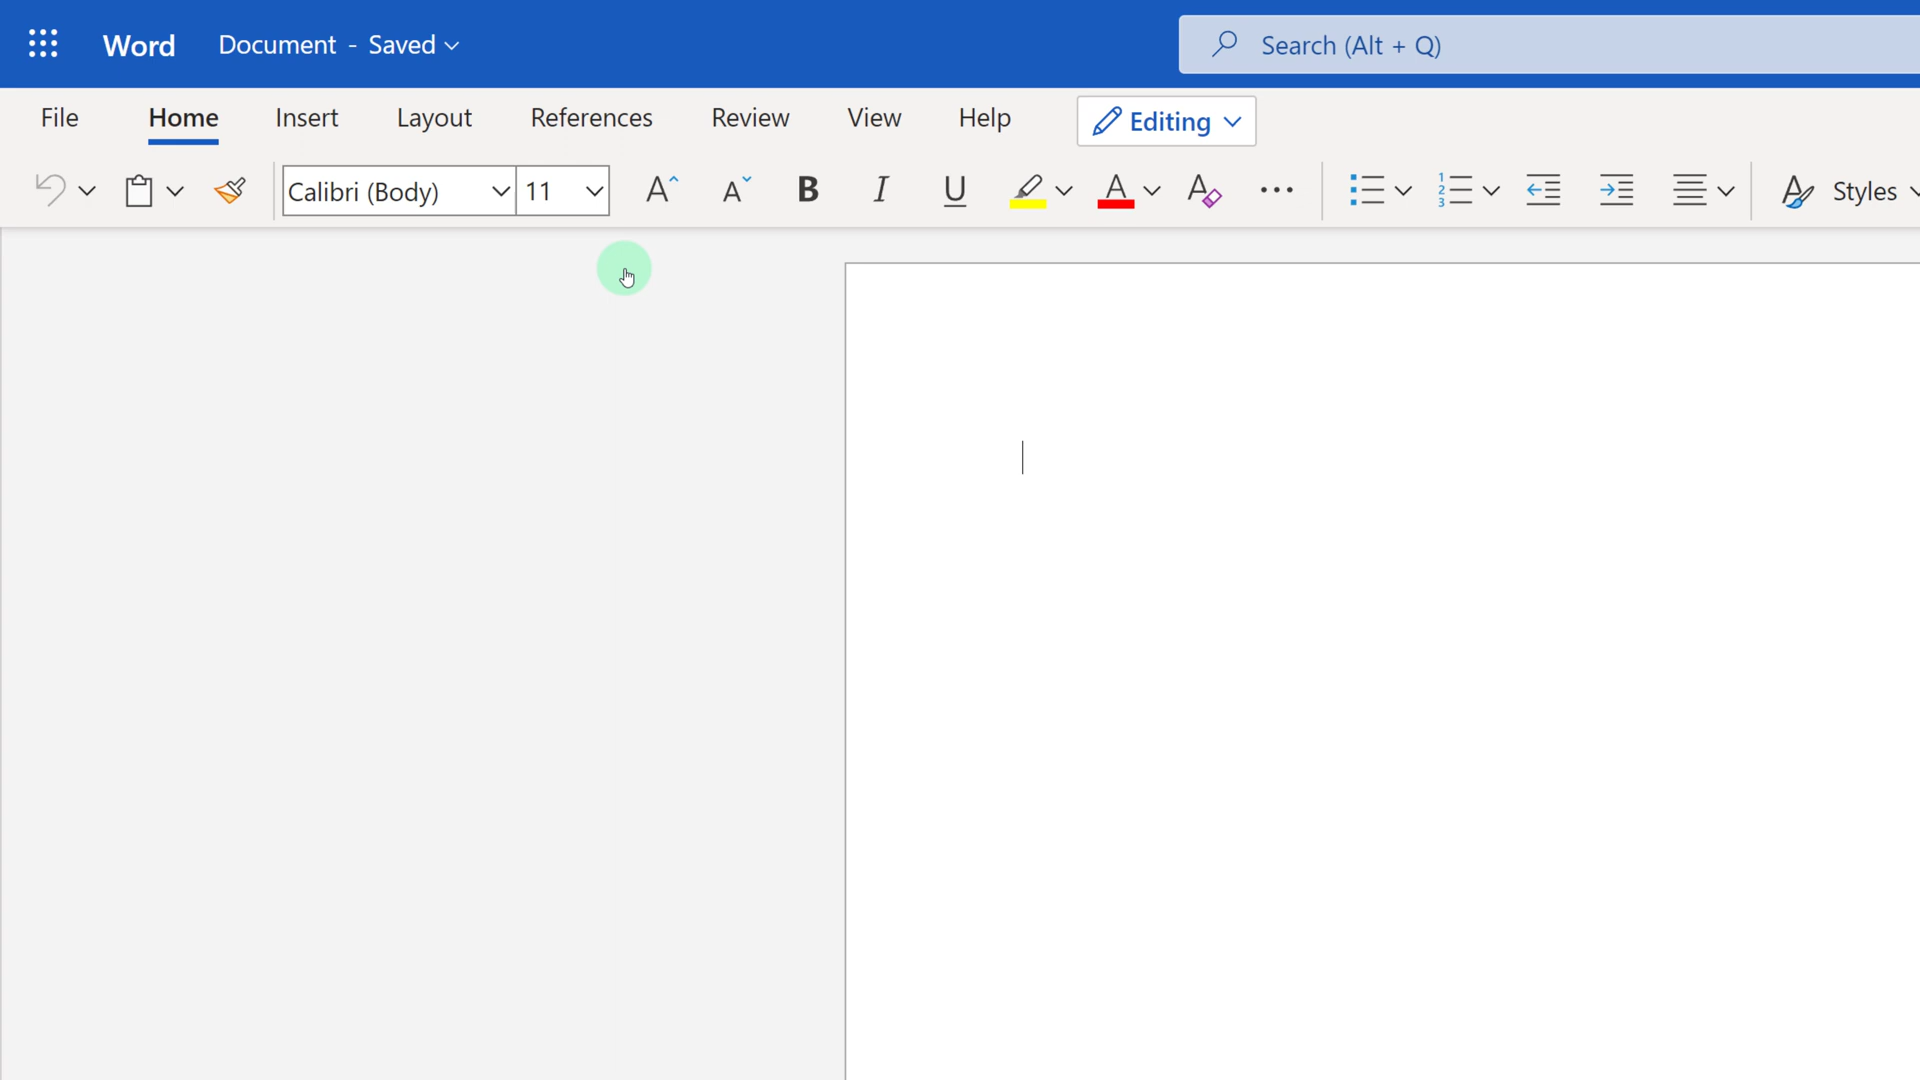 Word Document - Saved Search (Alt + Q)
File Home Insert Layout References Review View Help Editing
Calibri (Body) 11 Styles